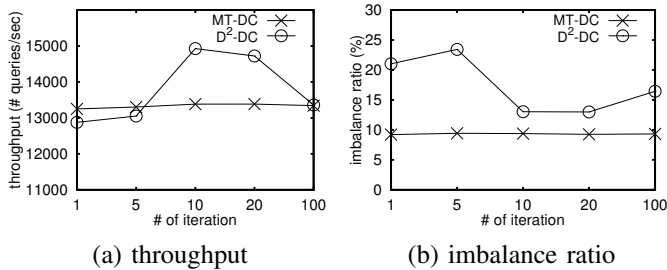 throughput (# queries/sec)
15000
14000
13000
12000
11000
MT-DC
D²-DC
1 5 10 20 100
# of iteration
(a) throughput
imbalance ratio (%)
30
25
20
15
10
5
0
MT-DC
D²-DC
1 5 10 20 100
# of iteration
(b) imbalance ratio